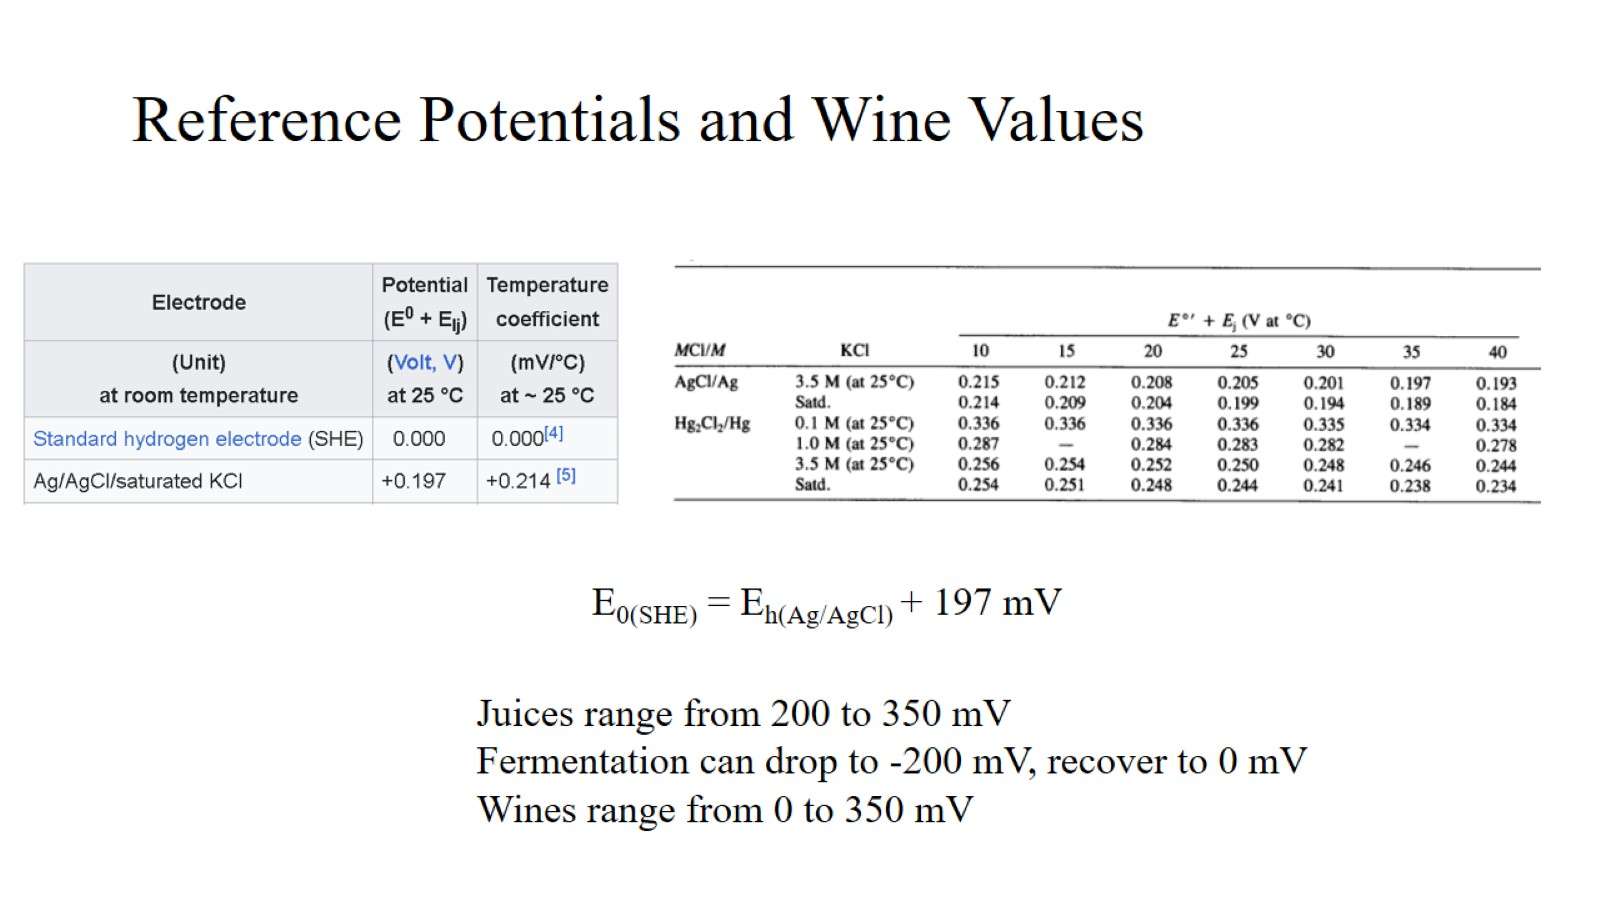 Reference Potentials and Wine Values
Electrode Potential (E⁰ + Elj) Temperature coefficient
(Unit) at room temperature (Volt, V) at 25 °C (mV/°C) at ~ 25 °C
Standard hydrogen electrode (SHE) 0.000 0.000[4]
Ag/AgCl/saturated KCl +0.197 +0.214 [5]
E°′ + Ej (V at °C)
MCl/M KCl 10 15 20 25 30 35 40
AgCl/Ag 3.5 M (at 25°C) 0.215 0.212 0.208 0.205 0.201 0.197 0.193
Satd. 0.214 0.209 0.204 0.199 0.194 0.189 0.184
Hg₂Cl₂/Hg 0.1 M (at 25°C) 0.336 0.336 0.336 0.336 0.335 0.334 0.334
1.0 M (at 25°C) 0.287 — 0.284 0.283 0.282 — 0.278
3.5 M (at 25°C) 0.256 0.254 0.252 0.250 0.248 0.246 0.244
Satd. 0.254 0.251 0.248 0.244 0.241 0.238 0.234
E0(SHE) = Eh(Ag/AgCl) + 197 mV
Juices range from 200 to 350 mV
Fermentation can drop to -200 mV, recover to 0 mV
Wines range from 0 to 350 mV